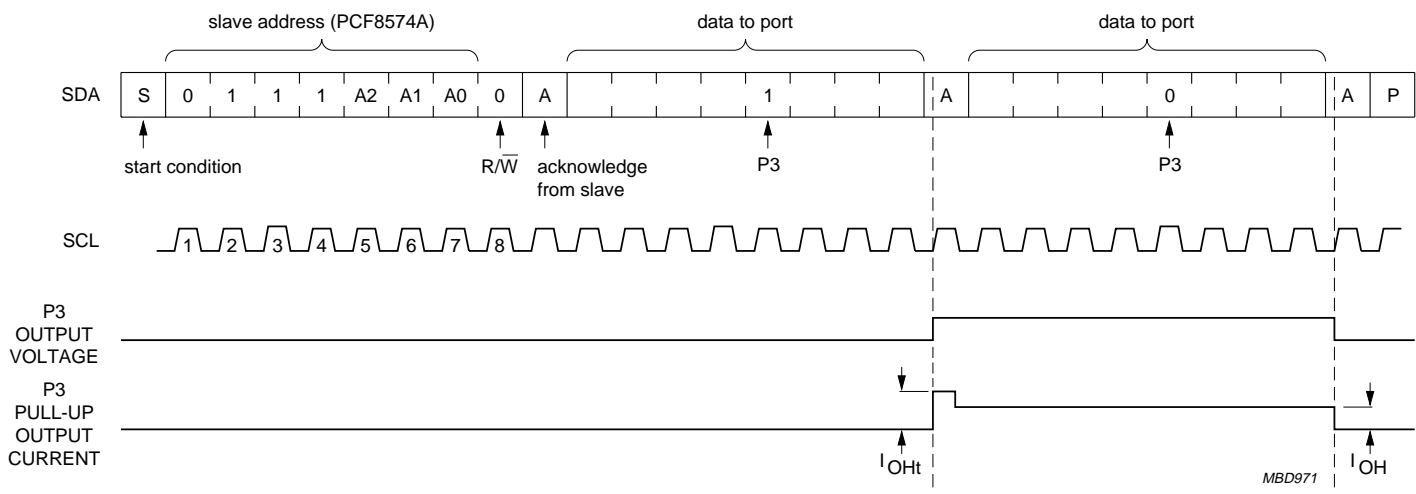 slave address (PCF8574A) data to port data to port
SDA S 0 1 1 1 A2 A1 A0 0 A 1 A 0 A P
start condition R/W̅ acknowledge P3 P3
from slave
SCL 1 2 3 4 5 6 7 8
P3
OUTPUT
VOLTAGE
P3
PULL-UP
OUTPUT
CURRENT
I OHt I OH
MBD971